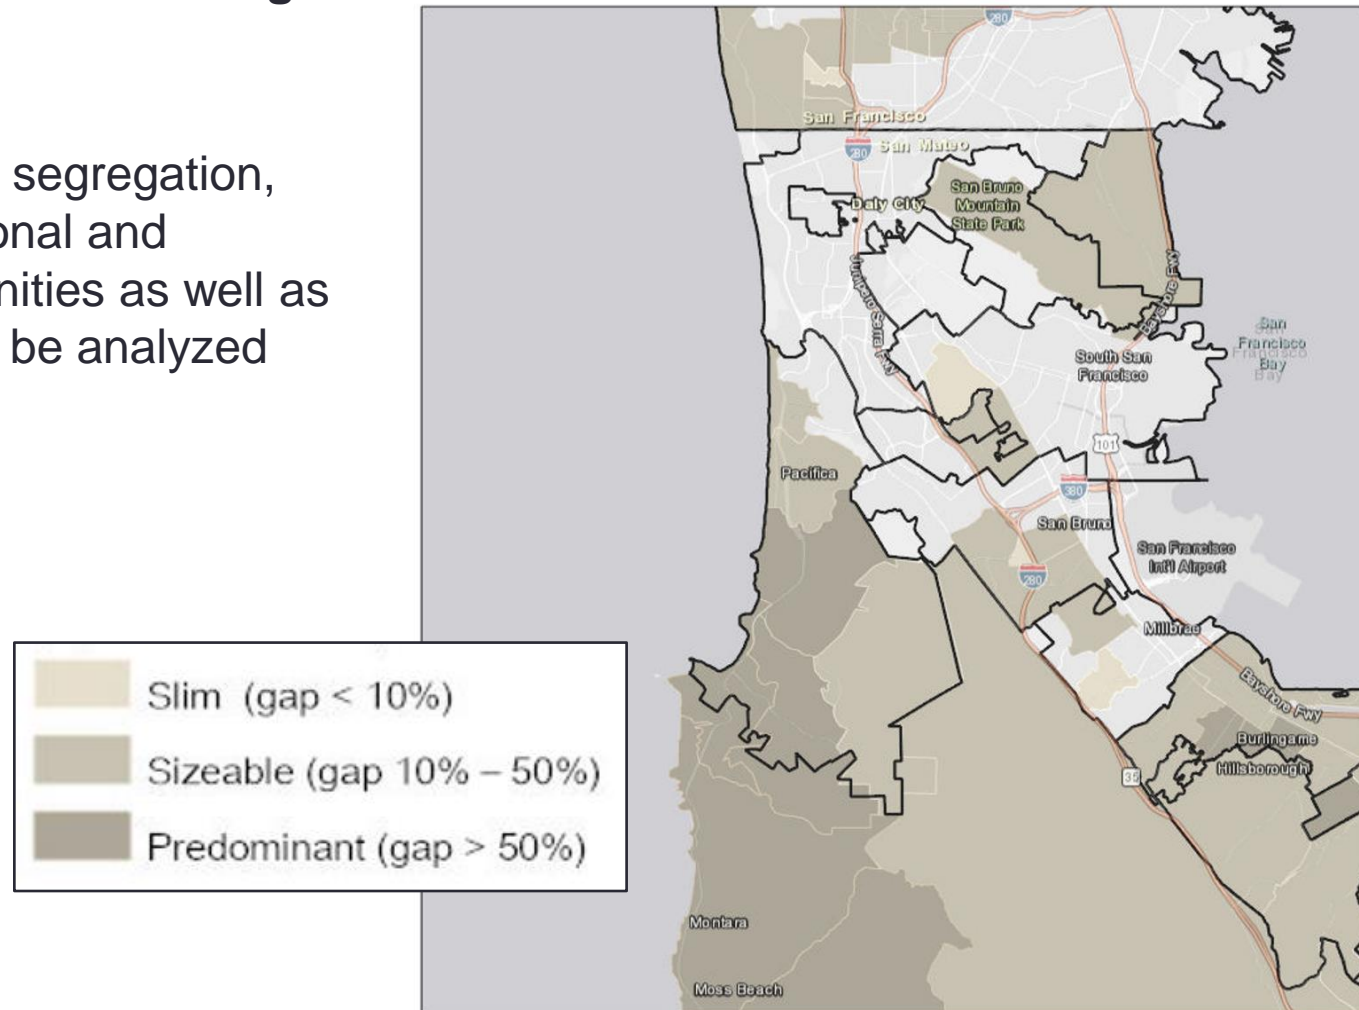 segregation,
onal and
nities as well as
be analyzed
Slim (gap < 10%)
Sizeable (gap 10% – 50%)
Predominant (gap > 50%)
280
San Francisco
280
San Mateo
Daly City
San Bruno
Mountain
State Park
Junipero Serra Fwy
Bayshore Fwy
South San
Francisco
San
Francisco
Bay
San
Francisco
Bay
101
Pacifica
380
San Bruno
San Francisco
Int'l Airport
280
Millbrae
Bayshore Fwy
Burlingame
Hillsborough
35
Montara
Moss Beach